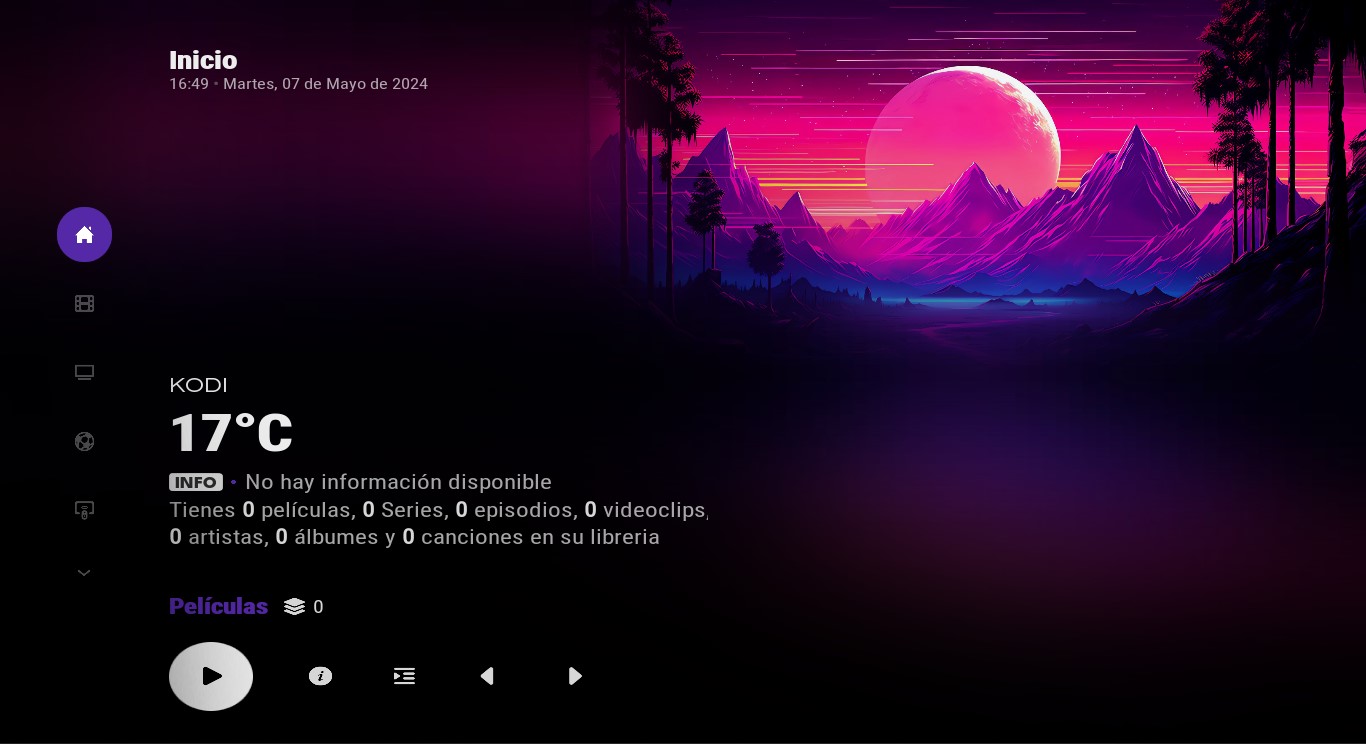 Inicio
16:49 • Martes, 07 de Mayo de 2024
KODI
17°C
INFO • No hay información disponible
Tienes 0 películas, 0 Series, 0 episodios, 0 videoclips,
0 artistas, 0 álbumes y 0 canciones en su libreria
Películas 0